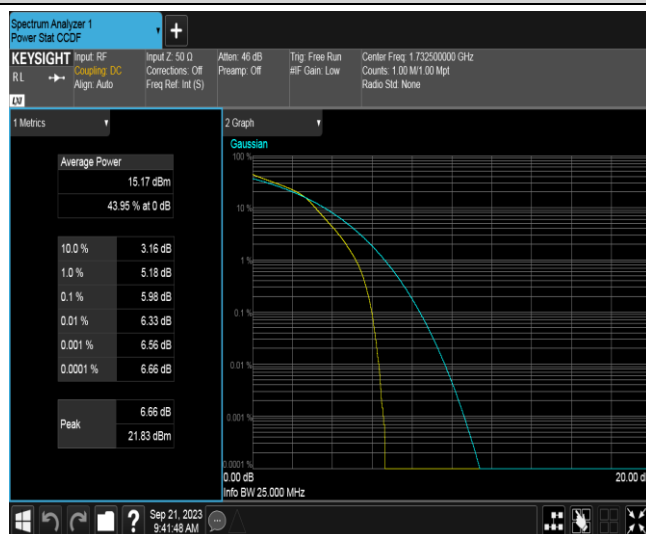 Spectrum Analyzer 1
Power Stat CCDF
KEYSIGHT
RL
LXI
Input: RF
Coupling: DC
Align: Auto
Input Z: 50 Ω
Corrections: Off
Freq Ref: Int (S)
Atten: 46 dB
Preamp: Off
Trig: Free Run
#IF Gain: Low
Center Freq: 1.732500000 GHz
Counts: 1.00 M/1.00 Mpt
Radio Std: None
1 Metrics
Average Power
15.17 dBm
43.95 % at 0 dB
10.0 % 3.16 dB
1.0 % 5.18 dB
0.1 % 5.98 dB
0.01 % 6.33 dB
0.001 % 6.56 dB
0.0001 % 6.66 dB
Peak
6.66 dB
21.83 dBm
2 Graph
Gaussian
100 %
10 %
1 %
0.1 %
0.01 %
0.001 %
0.0001 %
0.00 dB
20.00 d
Info BW 25.000 MHz
Sep 21, 2023
9:41:48 AM